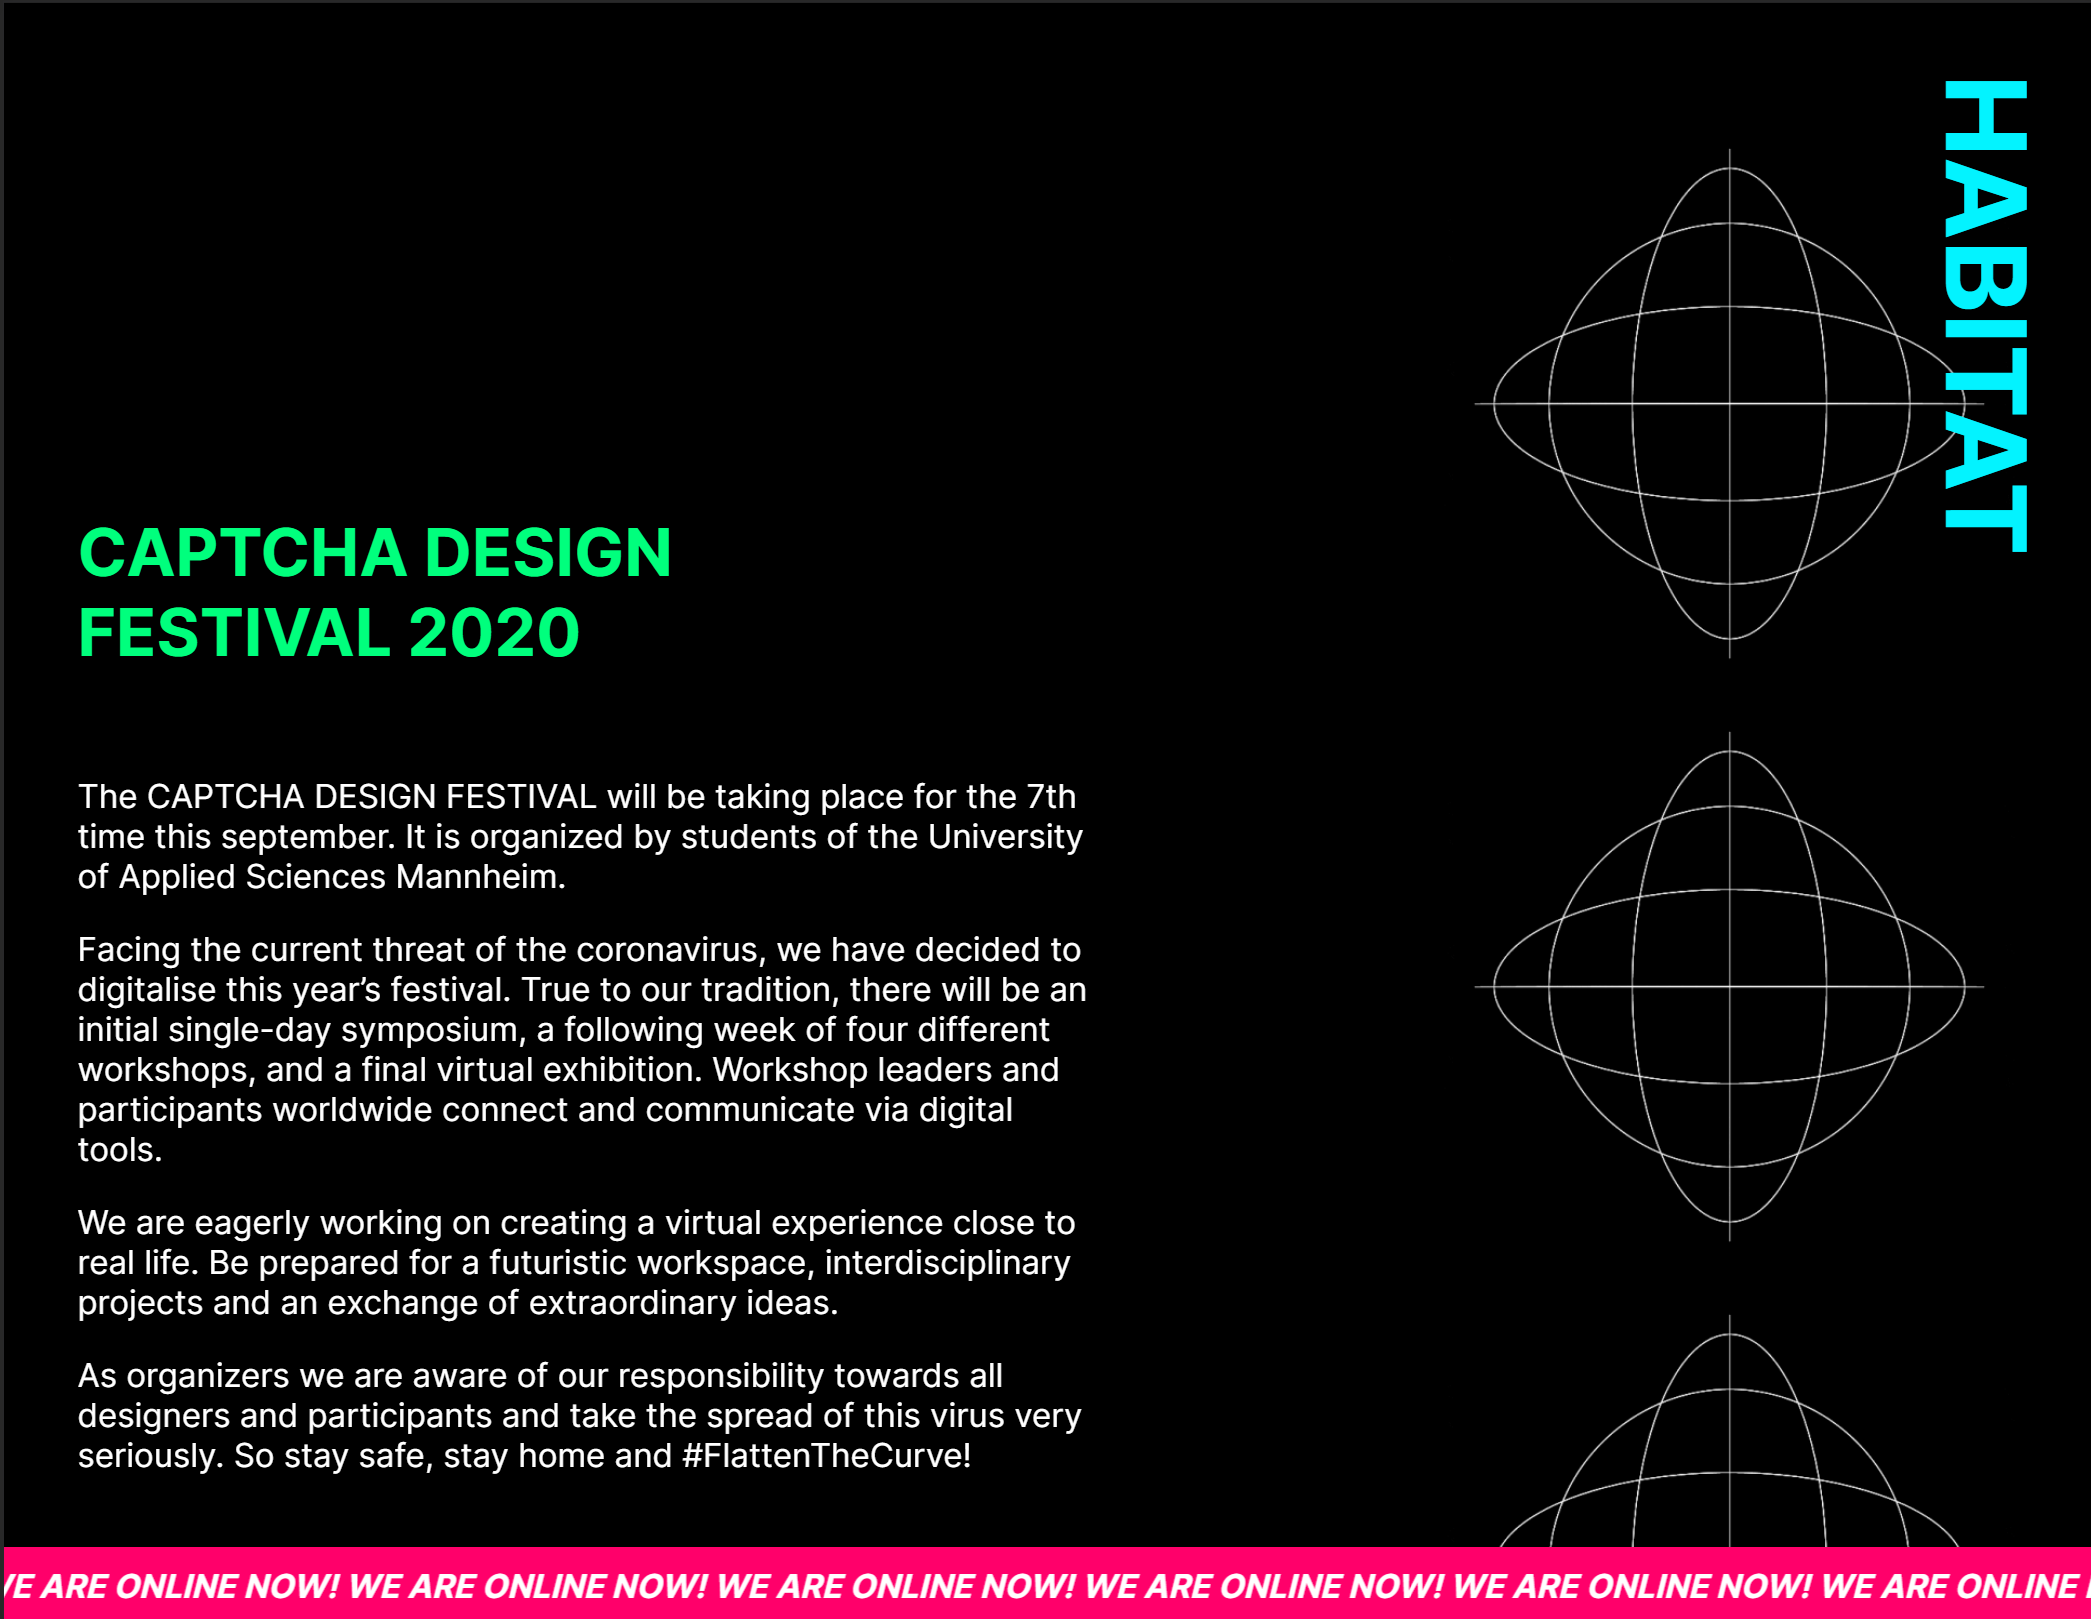 HABITAT
CAPTCHA DESIGN
FESTIVAL 2020
The CAPTCHA DESIGN FESTIVAL will be taking place for the 7th
time this september. It is organized by students of the University
of Applied Sciences Mannheim.
Facing the current threat of the coronavirus, we have decided to
digitalise this year’s festival. True to our tradition, there will be an
initial single-day symposium, a following week of four different
workshops, and a final virtual exhibition. Workshop leaders and
participants worldwide connect and communicate via digital
tools.
We are eagerly working on creating a virtual experience close to
real life. Be prepared for a futuristic workspace, interdisciplinary
projects and an exchange of extraordinary ideas.
As organizers we are aware of our responsibility towards all
designers and participants and take the spread of this virus very
seriously. So stay safe, stay home and #FlattenTheCurve!
WE ARE ONLINE NOW! WE ARE ONLINE NOW! WE ARE ONLINE NOW! WE ARE ONLINE NOW! WE ARE ONLINE NOW! WE ARE ONLINE